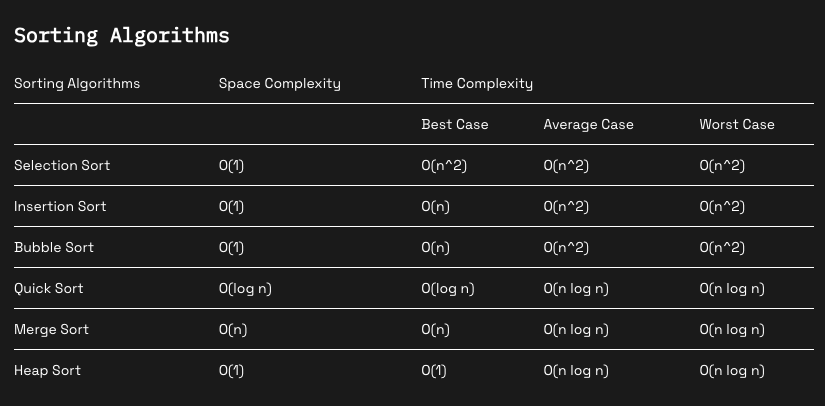 Sorting Algorithms
Sorting Algorithms Space Complexity Time Complexity
Best Case Average Case Worst Case
Selection Sort O(1) O(n^2) O(n^2) O(n^2)
Insertion Sort O(1) O(n) O(n^2) O(n^2)
Bubble Sort O(1) O(n) O(n^2) O(n^2)
Quick Sort O(log n) O(log n) O(n log n) O(n log n)
Merge Sort O(n) O(n) O(n log n) O(n log n)
Heap Sort O(1) O(1) O(n log n) O(n log n)